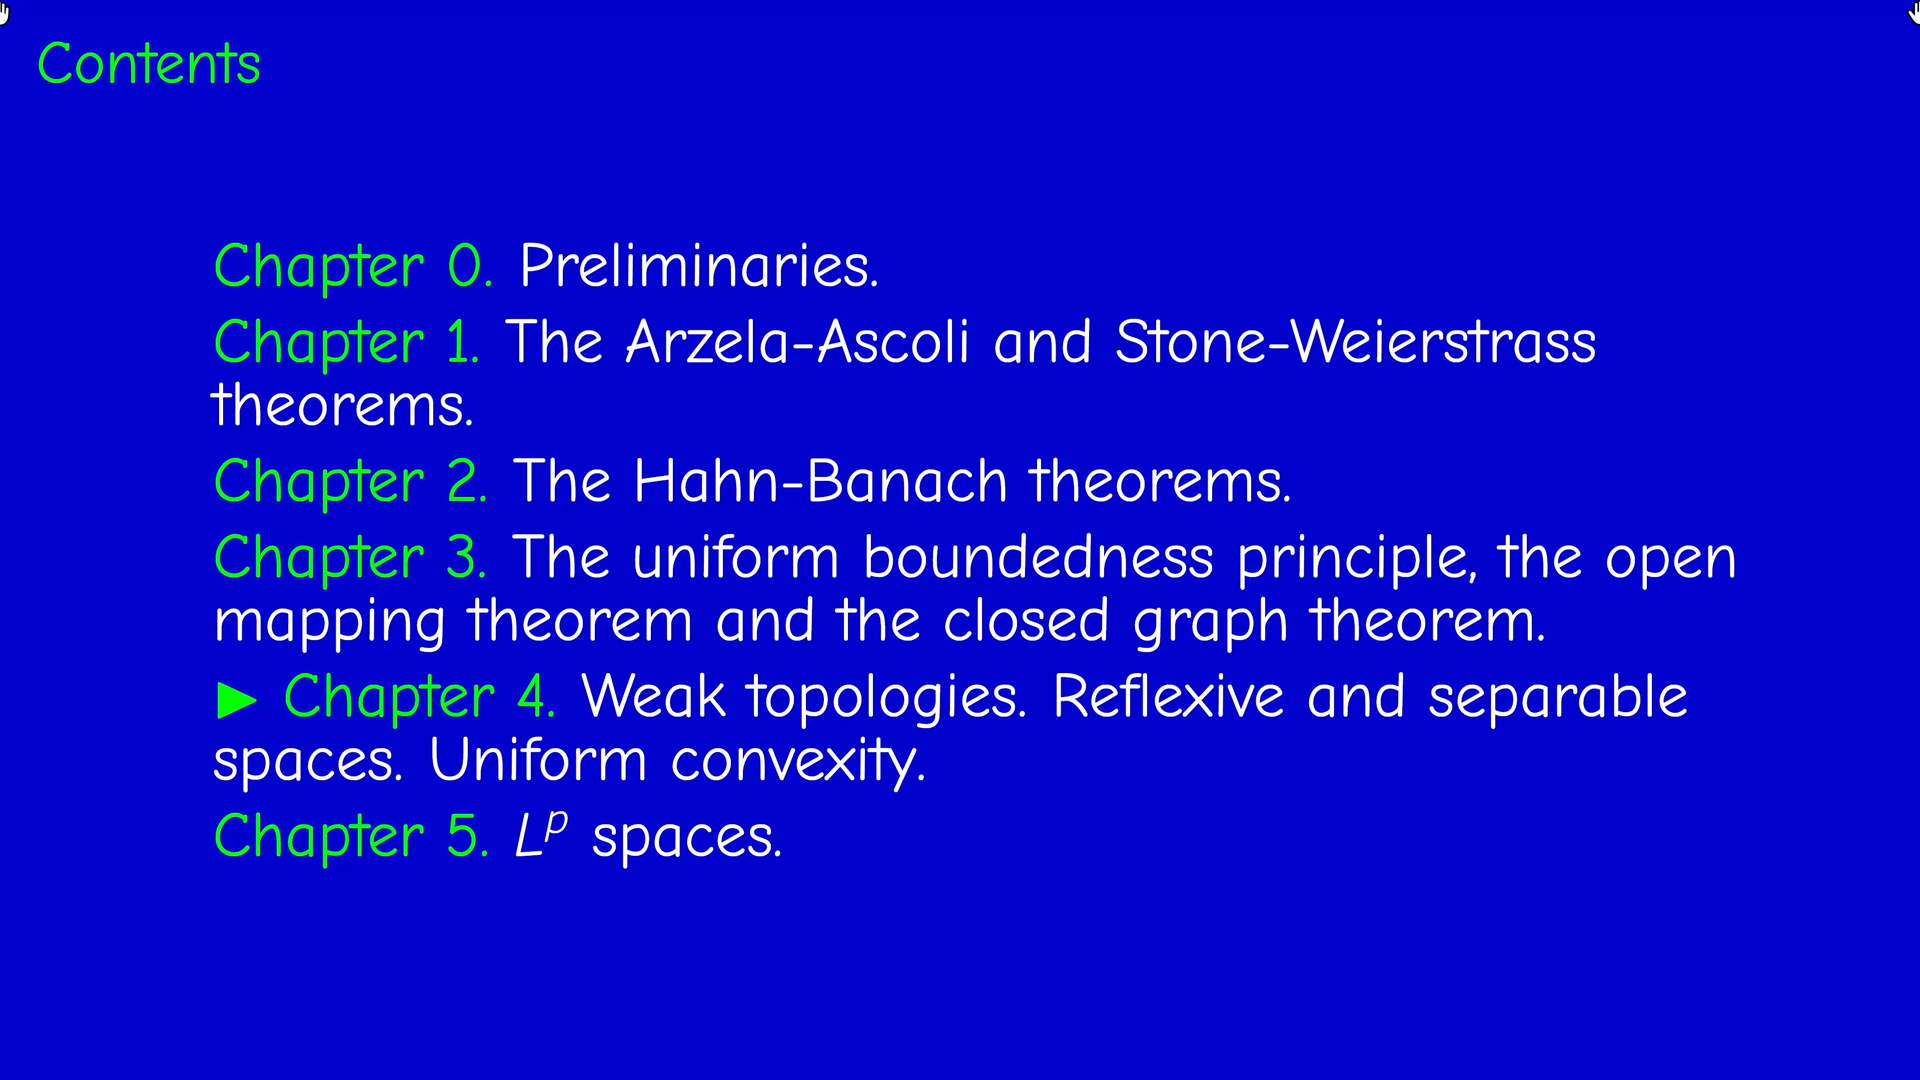 Contents
Chapter 0. Preliminaries.
Chapter 1. The Arzela-Ascoli and Stone-Weierstrass
theorems.
Chapter 2. The Hahn-Banach theorems.
Chapter 3. The uniform boundedness principle, the open
mapping theorem and the closed graph theorem.
▶ Chapter 4. Weak topologies. Reflexive and separable
spaces. Uniform convexity.
Chapter 5. L^p spaces.